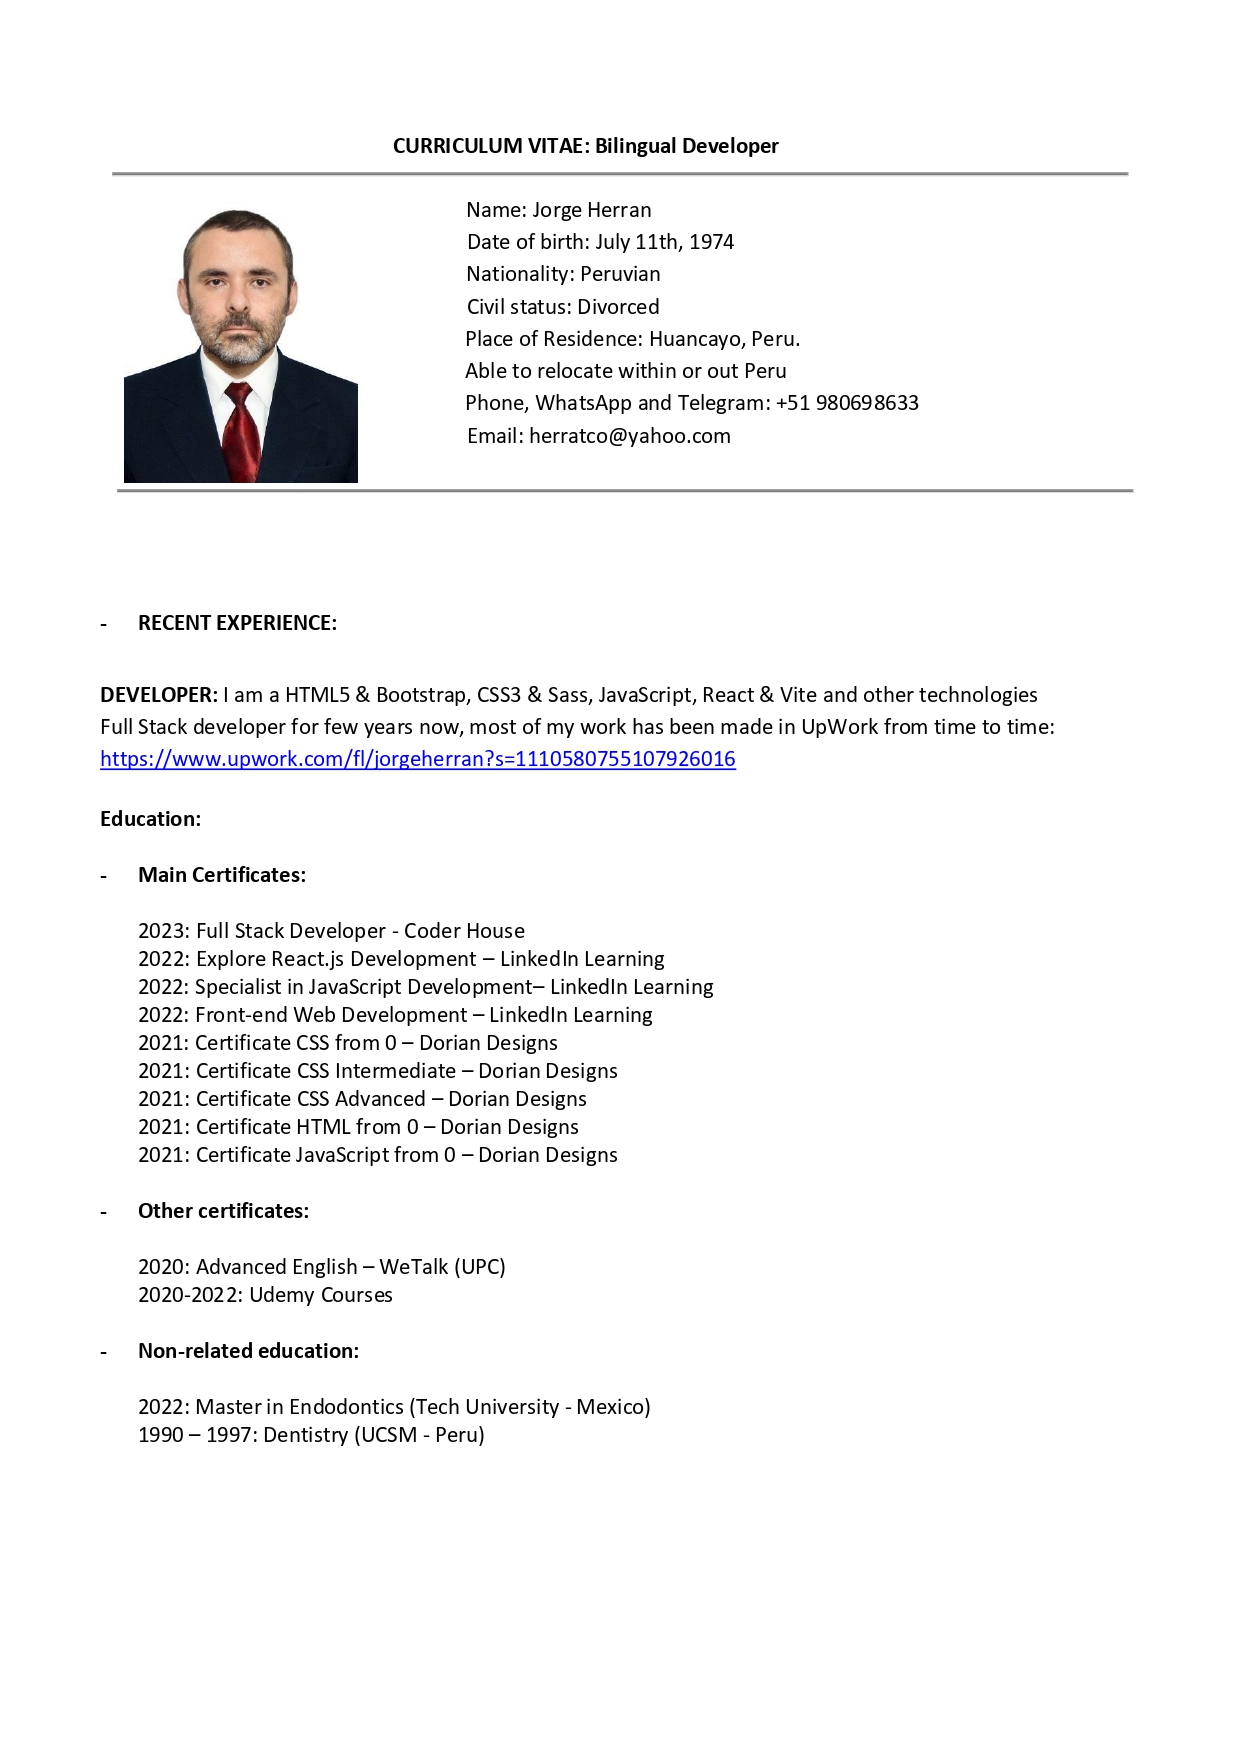 CURRICULUM VITAE: Bilingual Developer
Name: Jorge Herran
Date of birth: July 11th, 1974
Nationality: Peruvian
Civil status: Divorced
Place of Residence: Huancayo, Peru.
Able to relocate within or out Peru
Phone, WhatsApp and Telegram: +51 980698633
Email: herratco@yahoo.com
- RECENT EXPERIENCE:
DEVELOPER: I am a HTML5 & Bootstrap, CSS3 & Sass, JavaScript, React & Vite and other technologies
Full Stack developer for few years now, most of my work has been made in UpWork from time to time:
https://www.upwork.com/fl/jorgeherran?s=1110580755107926016
Education:
- Main Certificates:
2023: Full Stack Developer - Coder House
2022: Explore React.js Development – LinkedIn Learning
2022: Specialist in JavaScript Development– LinkedIn Learning
2022: Front-end Web Development – LinkedIn Learning
2021: Certificate CSS from 0 – Dorian Designs
2021: Certificate CSS Intermediate – Dorian Designs
2021: Certificate CSS Advanced – Dorian Designs
2021: Certificate HTML from 0 – Dorian Designs
2021: Certificate JavaScript from 0 – Dorian Designs
- Other certificates:
2020: Advanced English – WeTalk (UPC)
2020-2022: Udemy Courses
- Non-related education:
2022: Master in Endodontics (Tech University - Mexico)
1990 – 1997: Dentistry (UCSM - Peru)